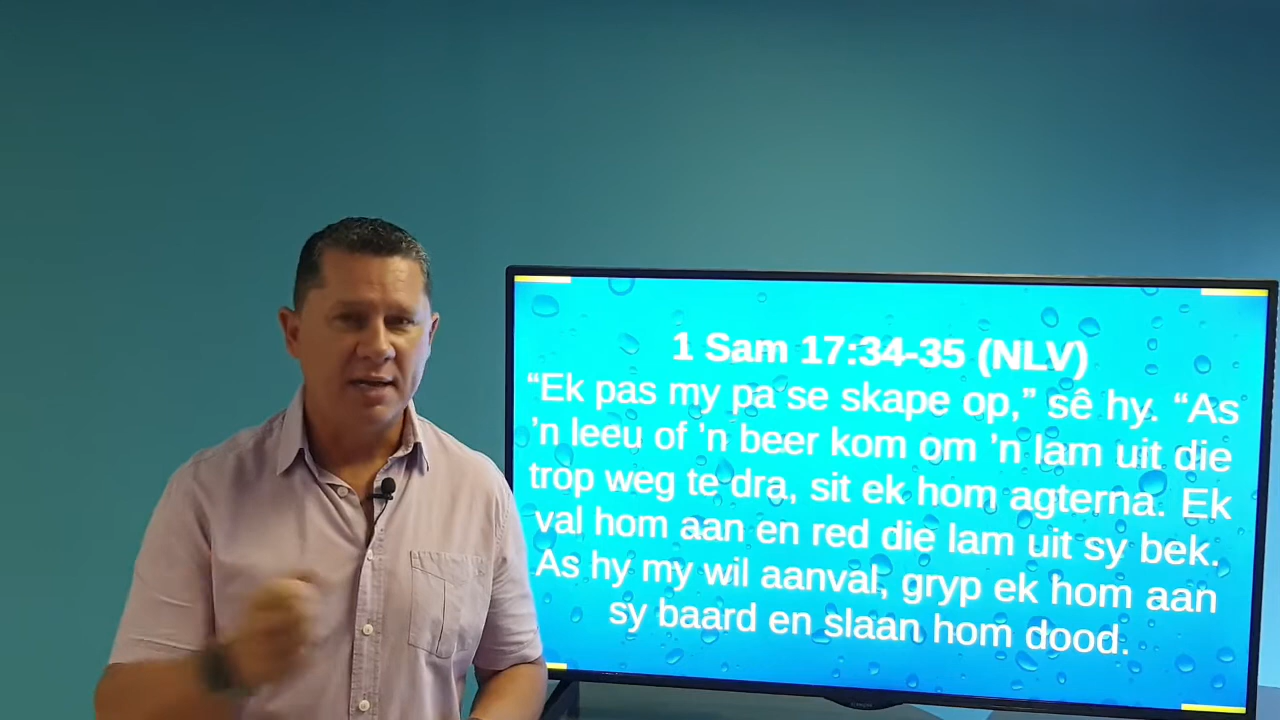 1 Sam 17:34-35 (NLV)
“Ek pas my pa se skape op,” sê hy. “As
’n leeu of ’n beer kom om ’n lam uit die
trop weg te dra, sit ek hom agterna. Ek
val hom aan en red die lam uit sy bek.
As hy my wil aanval, gryp ek hom aan
sy baard en slaan hom dood.